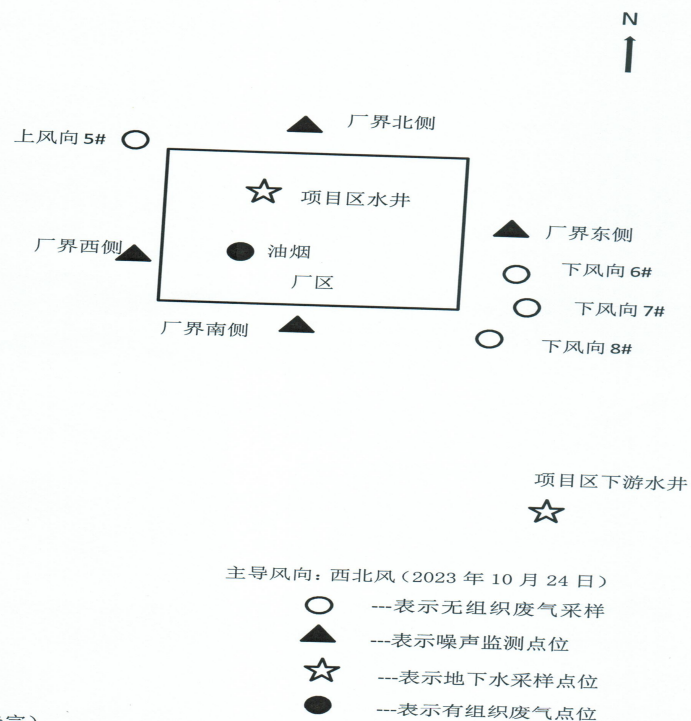 N
厂界北侧
上风向 5#
项目区水井
厂界西侧
厂界东侧
油烟
下风向 6#
厂区
下风向 7#
厂界南侧
下风向 8#
项目区下游水井
主导风向：西北风（2023 年 10 月 24 日）
---表示无组织废气采样
---表示噪声监测点位
---表示地下水采样点位
---表示有组织废气点位